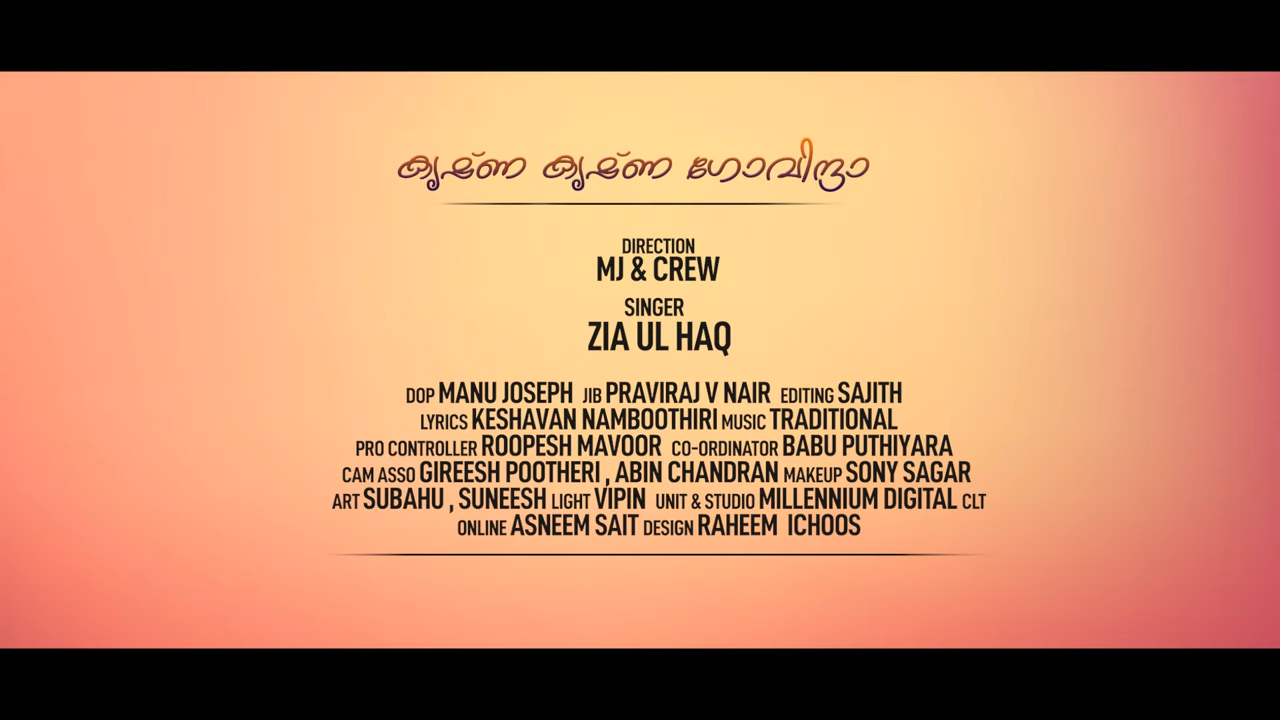 കൃഷ്ണ കൃഷ്ണ ഗോവിന്ദാ
DIRECTION
MJ & CREW
SINGER
ZIA UL HAQ
DOP MANU JOSEPH JIB PRAVIRAJ V NAIR EDITING SAJITH
LYRICS KESHAVAN NAMBOOTHIRI MUSIC TRADITIONAL
PRO CONTROLLER ROOPESH MAVOOR CO-ORDINATOR BABU PUTHIYARA
CAM ASSO GIREESH POOTHERI , ABIN CHANDRAN MAKEUP SONY SAGAR
ART SUBAHU , SUNEESH LIGHT VIPIN UNIT & STUDIO MILLENNIUM DIGITAL CLT
ONLINE ASNEEM SAIT DESIGN RAHEEM ICHOOS